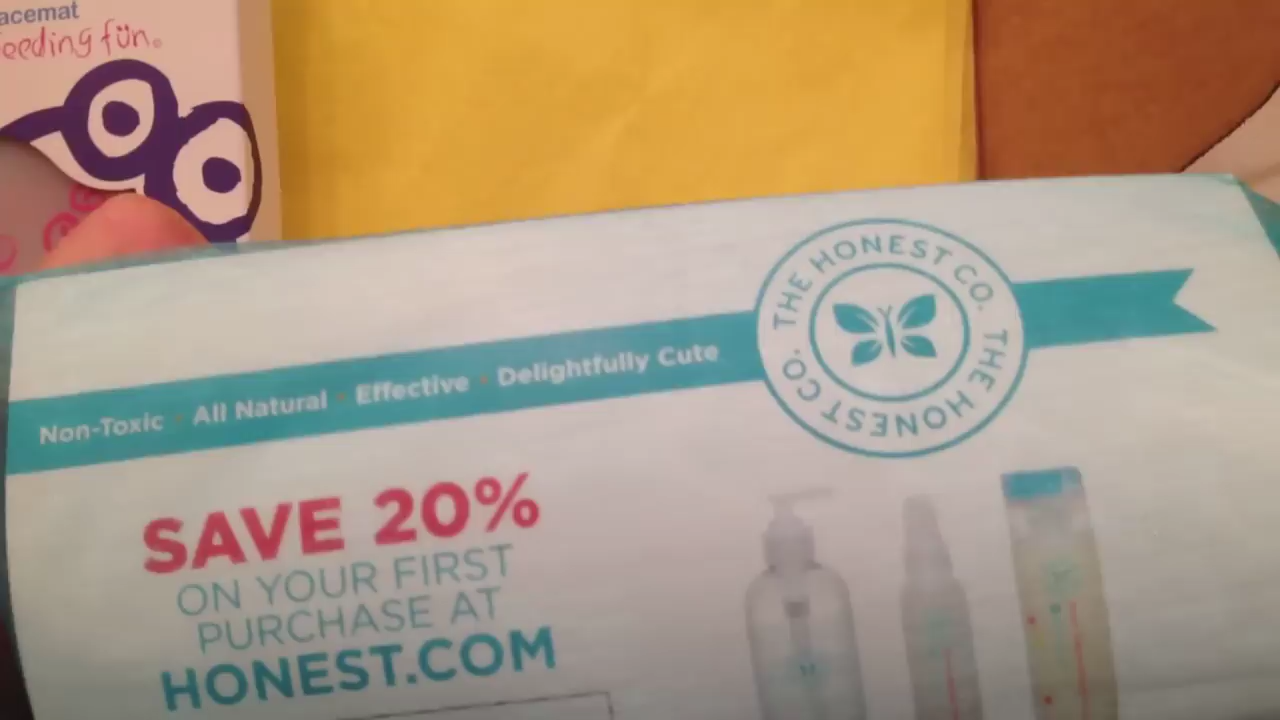 acemat
eeding fun.
THE HONEST CO. THE HONEST CO.
Non-Toxic · All Natural · Effective · Delightfully Cute
SAVE 20%
ON YOUR FIRST
PURCHASE AT
HONEST.COM